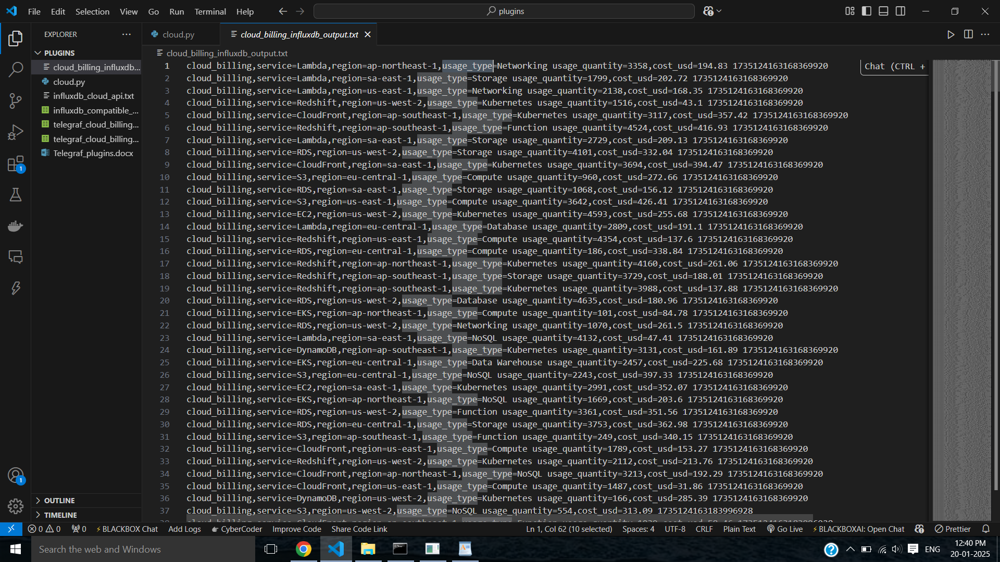 File Edit Selection View Go Run Terminal Help
plugins
EXPLORER
PLUGINS
cloud_billing_influxdb...
cloud.py
influxdb_cloud_api.txt
influxdb_compatible_...
telegraf_cloud_billing...
telegraf_cloud_billing...
Telegraf_plugins.docx
OUTLINE
TIMELINE
1
1
cloud.py
cloud_billing_influxdb_output.txt
cloud_billing_influxdb_output.txt
Chat (CTRL +
1 cloud_billing,service=Lambda,region=ap-northeast-1,usage_type=Networking usage_quantity=3358,cost_usd=194.83 1735124163168369920
2 cloud_billing,service=Lambda,region=sa-east-1,usage_type=Storage usage_quantity=1799,cost_usd=202.72 1735124163168369920
3 cloud_billing,service=Lambda,region=us-east-1,usage_type=Networking usage_quantity=2138,cost_usd=168.35 1735124163168369920
4 cloud_billing,service=Redshift,region=us-west-2,usage_type=Kubernetes usage_quantity=1516,cost_usd=43.1 1735124163168369920
5 cloud_billing,service=CloudFront,region=ap-southeast-1,usage_type=Kubernetes usage_quantity=3117,cost_usd=357.42 1735124163168369920
6 cloud_billing,service=Redshift,region=ap-southeast-1,usage_type=Function usage_quantity=4524,cost_usd=416.93 1735124163168369920
7 cloud_billing,service=Lambda,region=sa-east-1,usage_type=Storage usage_quantity=2729,cost_usd=209.13 1735124163168369920
8 cloud_billing,service=RDS,region=us-west-2,usage_type=Storage usage_quantity=4101,cost_usd=332.04 1735124163168369920
9 cloud_billing,service=CloudFront,region=sa-east-1,usage_type=Kubernetes usage_quantity=3694,cost_usd=394.47 1735124163168369920
10 cloud_billing,service=S3,region=eu-central-1,usage_type=Compute usage_quantity=960,cost_usd=272.66 1735124163168369920
11 cloud_billing,service=RDS,region=sa-east-1,usage_type=Storage usage_quantity=1068,cost_usd=156.12 1735124163168369920
12 cloud_billing,service=S3,region=us-east-1,usage_type=Compute usage_quantity=3642,cost_usd=426.41 1735124163168369920
13 cloud_billing,service=EC2,region=us-west-2,usage_type=Kubernetes usage_quantity=4593,cost_usd=255.68 1735124163168369920
14 cloud_billing,service=Lambda,region=eu-central-1,usage_type=Database usage_quantity=2809,cost_usd=191.1 1735124163168369920
15 cloud_billing,service=Redshift,region=us-east-1,usage_type=Compute usage_quantity=4354,cost_usd=137.6 1735124163168369920
16 cloud_billing,service=RDS,region=eu-central-1,usage_type=Compute usage_quantity=186,cost_usd=338.84 1735124163168369920
17 cloud_billing,service=Redshift,region=ap-northeast-1,usage_type=Kubernetes usage_quantity=4160,cost_usd=261.06 1735124163168369920
18 cloud_billing,service=Redshift,region=ap-southeast-1,usage_type=Storage usage_quantity=3729,cost_usd=188.01 1735124163168369920
19 cloud_billing,service=Redshift,region=ap-southeast-1,usage_type=Kubernetes usage_quantity=3988,cost_usd=137.88 1735124163168369920
20 cloud_billing,service=RDS,region=us-west-2,usage_type=Database usage_quantity=4635,cost_usd=180.96 1735124163168369920
21 cloud_billing,service=EKS,region=ap-northeast-1,usage_type=Compute usage_quantity=101,cost_usd=84.78 1735124163168369920
22 cloud_billing,service=RDS,region=us-west-2,usage_type=Networking usage_quantity=1070,cost_usd=261.5 1735124163168369920
23 cloud_billing,service=Lambda,region=sa-east-1,usage_type=NoSQL usage_quantity=4132,cost_usd=47.41 1735124163168369920
24 cloud_billing,service=DynamoDB,region=ap-southeast-1,usage_type=Kubernetes usage_quantity=3131,cost_usd=161.89 1735124163168369920
25 cloud_billing,service=EKS,region=eu-central-1,usage_type=Data Warehouse usage_quantity=2457,cost_usd=225.68 1735124163168369920
26 cloud_billing,service=S3,region=eu-central-1,usage_type=NoSQL usage_quantity=2243,cost_usd=397.33 1735124163168369920
27 cloud_billing,service=EC2,region=sa-east-1,usage_type=Kubernetes usage_quantity=2991,cost_usd=352.07 1735124163168369920
28 cloud_billing,service=EKS,region=ap-northeast-1,usage_type=NoSQL usage_quantity=1669,cost_usd=203.6 1735124163168369920
29 cloud_billing,service=RDS,region=us-west-2,usage_type=Function usage_quantity=3361,cost_usd=351.56 1735124163168369920
30 cloud_billing,service=RDS,region=eu-central-1,usage_type=Storage usage_quantity=3753,cost_usd=362.98 1735124163168369920
31 cloud_billing,service=S3,region=ap-southeast-1,usage_type=Function usage_quantity=249,cost_usd=340.15 1735124163168369920
32 cloud_billing,service=CloudFront,region=us-east-1,usage_type=Compute usage_quantity=1789,cost_usd=153.27 1735124163168369920
33 cloud_billing,service=Redshift,region=us-west-2,usage_type=Kubernetes usage_quantity=2112,cost_usd=213.76 1735124163168369920
34 cloud_billing,service=CloudFront,region=ap-northeast-1,usage_type=NoSQL usage_quantity=3213,cost_usd=192.29 1735124163168369920
35 cloud_billing,service=CloudFront,region=us-east-1,usage_type=Compute usage_quantity=1487,cost_usd=31.86 1735124163168369920
36 cloud_billing,service=DynamoDB,region=us-west-2,usage_type=Kubernetes usage_quantity=166,cost_usd=285.39 1735124163168369920
37 cloud_billing,service=S3,region=us-west-2,usage_type=NoSQL usage_quantity=554,cost_usd=313.09 1735124163183996928
0 0 0 BLACKBOX Chat Add Logs CyberCoder Improve Code Share Code Link Ln 1, Col 62 (10 selected) Spaces: 4 UTF-8 CRLF Plain Text Go Live BLACKBOXAI: Open Chat Prettier
Search the web and Windows
ENG
12:40 PM
20-01-2025